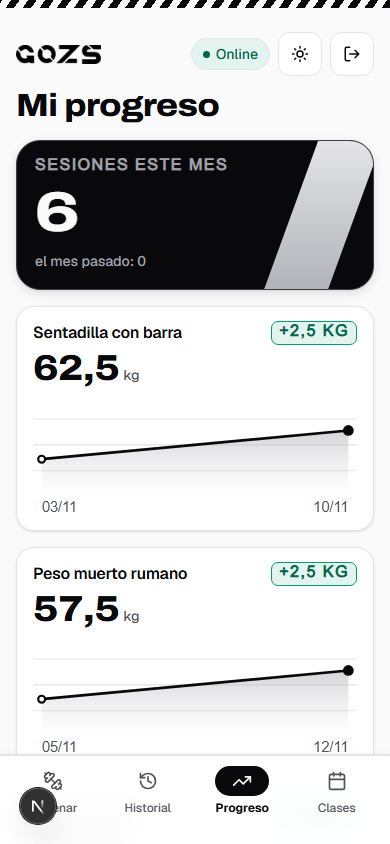 GOZS
Online
Mi progreso
SESIONES ESTE MES
6
el mes pasado: 0
Sentadilla con barra
+2,5 KG
62,5 kg
03/11
10/11
Peso muerto rumano
+2,5 KG
57,5 kg
05/11
12/11
N
enar
Historial
Progreso
Clases